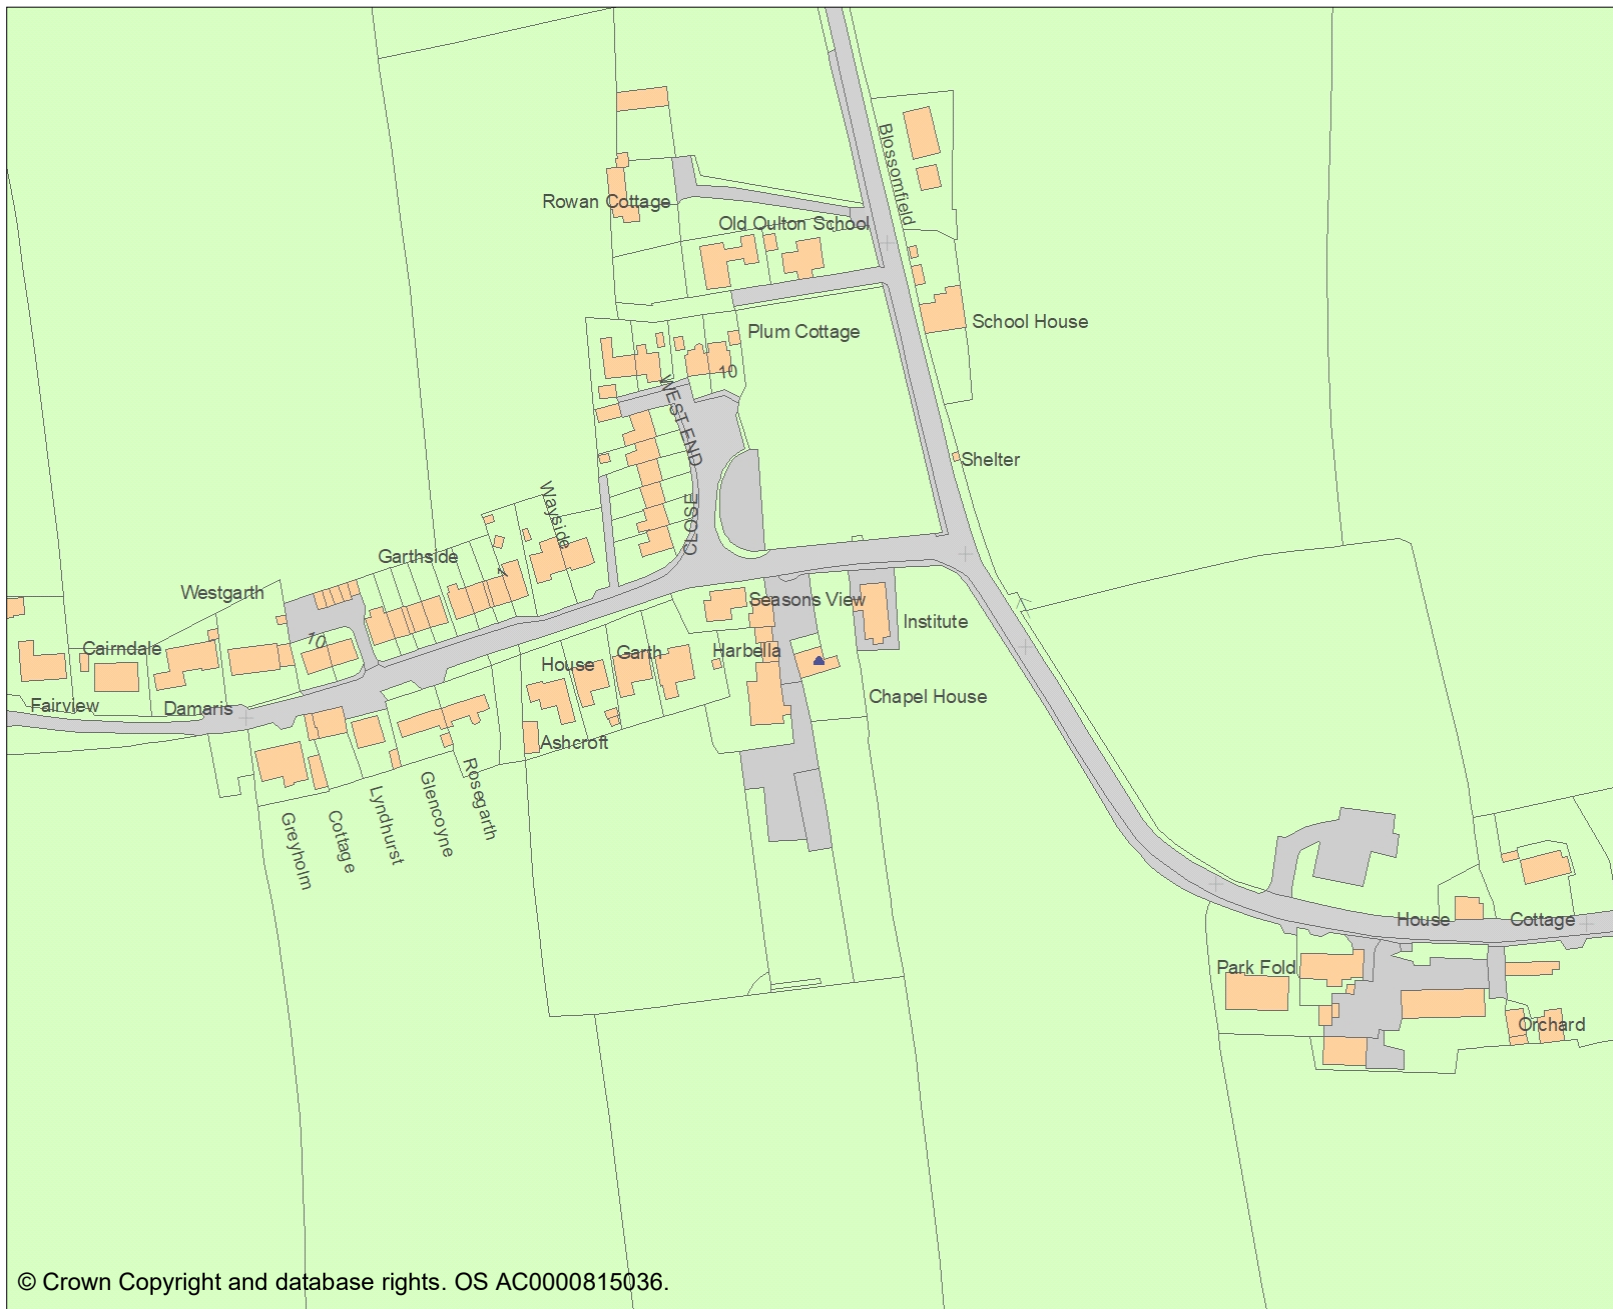 Blossomfield
Rowan Cottage
Old Oulton School
School House
Plum Cottage
10
WEST END
CLOSE
Shelter
Wayside
Garthside
Westgarth
10
Cairndale
Fairview
Damaris
Seasons View
Institute
House
Garth
Harbella
Chapel House
Ashcroft
Greyholm
Cottage
Lyndhurst
Glencoyne
Rosegarth
House
Cottage
Park Fold
Orchard
© Crown Copyright and database rights. OS AC0000815036.